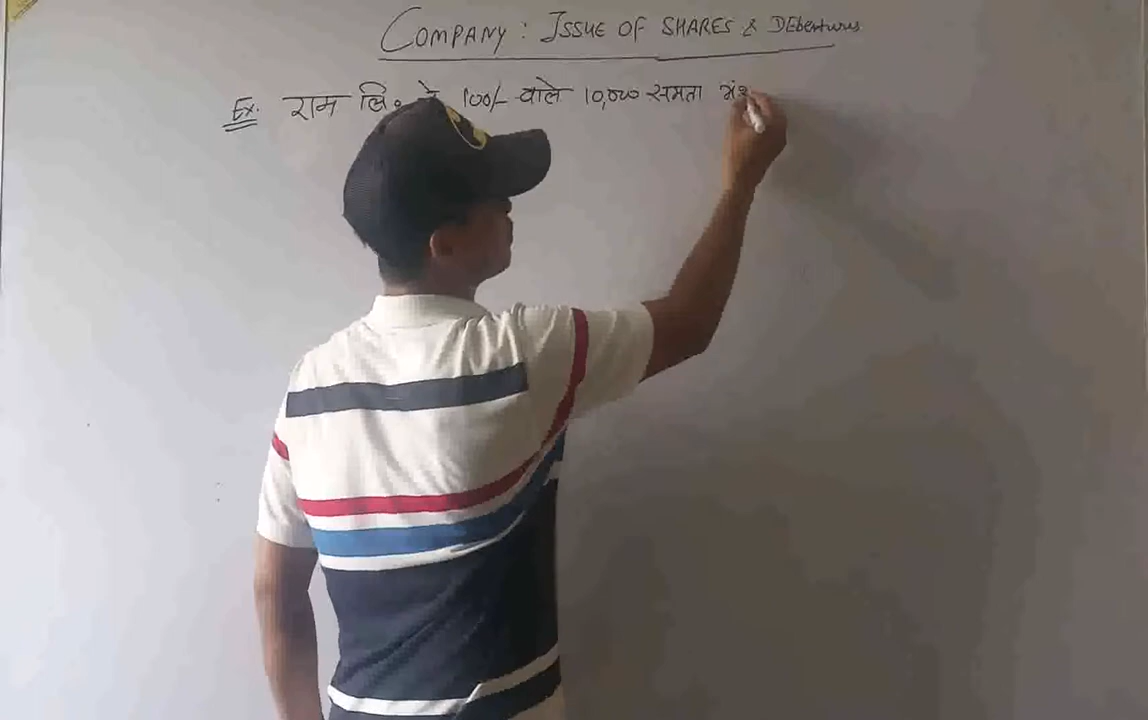 COMPANY : ISSUE OF SHARES & DEbentures
Ex. राम लि० ने 100/- वाले 10,000 समता